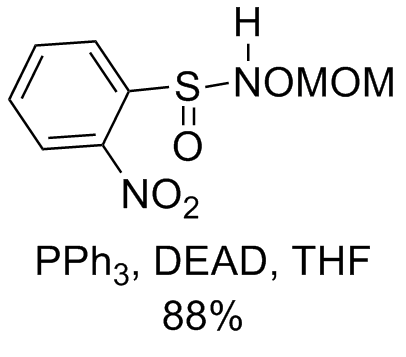 H
S NOMOM
O
NO₂
PPh₃, DEAD, THF
88%